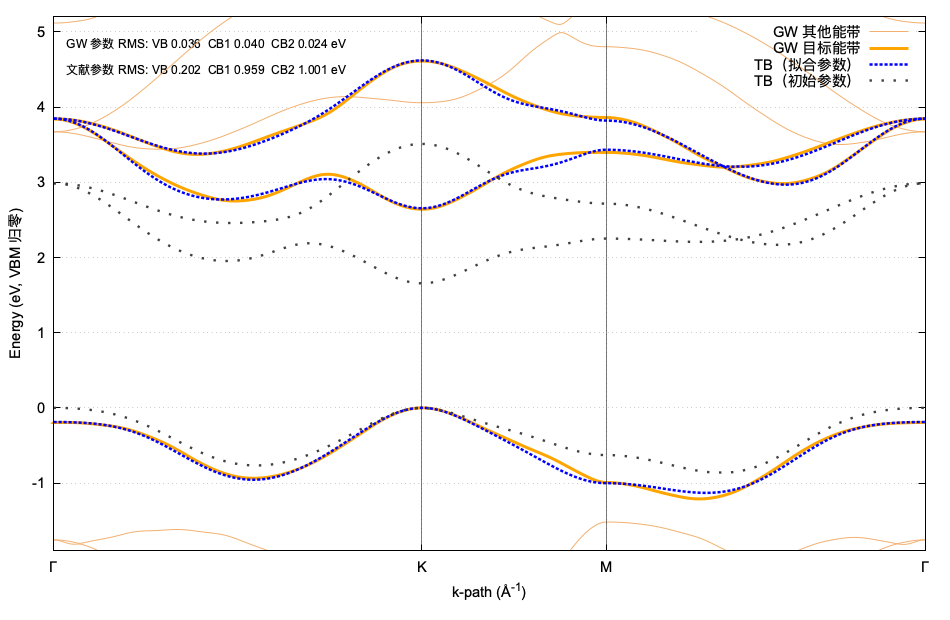 GW 参数 RMS: VB 0.036 CB1 0.040 CB2 0.024 eV
文献参数 RMS: VB 0.202 CB1 0.959 CB2 1.001 eV
GW 其他能带
GW 目标能带
TB（拟合参数）
TB（初始参数）
5
4
3
2
1
0
-1
Energy (eV, VBM 归零)
Γ K M Γ
k-path (Å⁻¹)